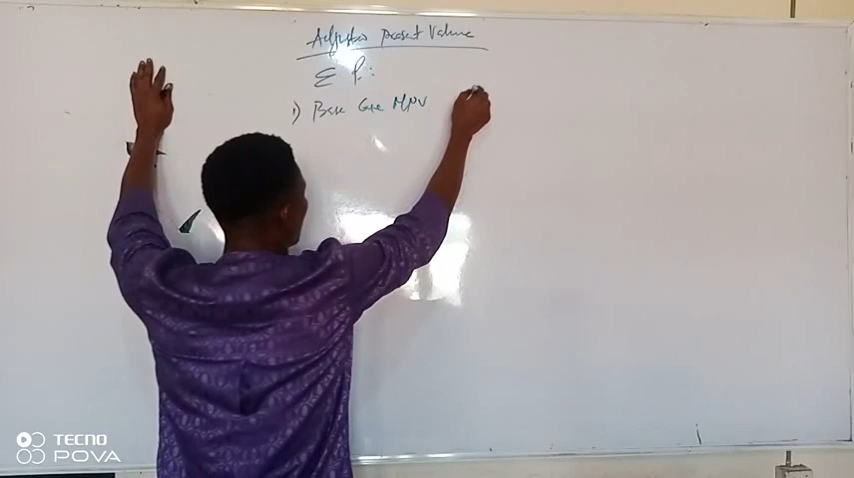 Adjusted Present Value
Σ P:
1) Base Case NPV
TECNO
POVA